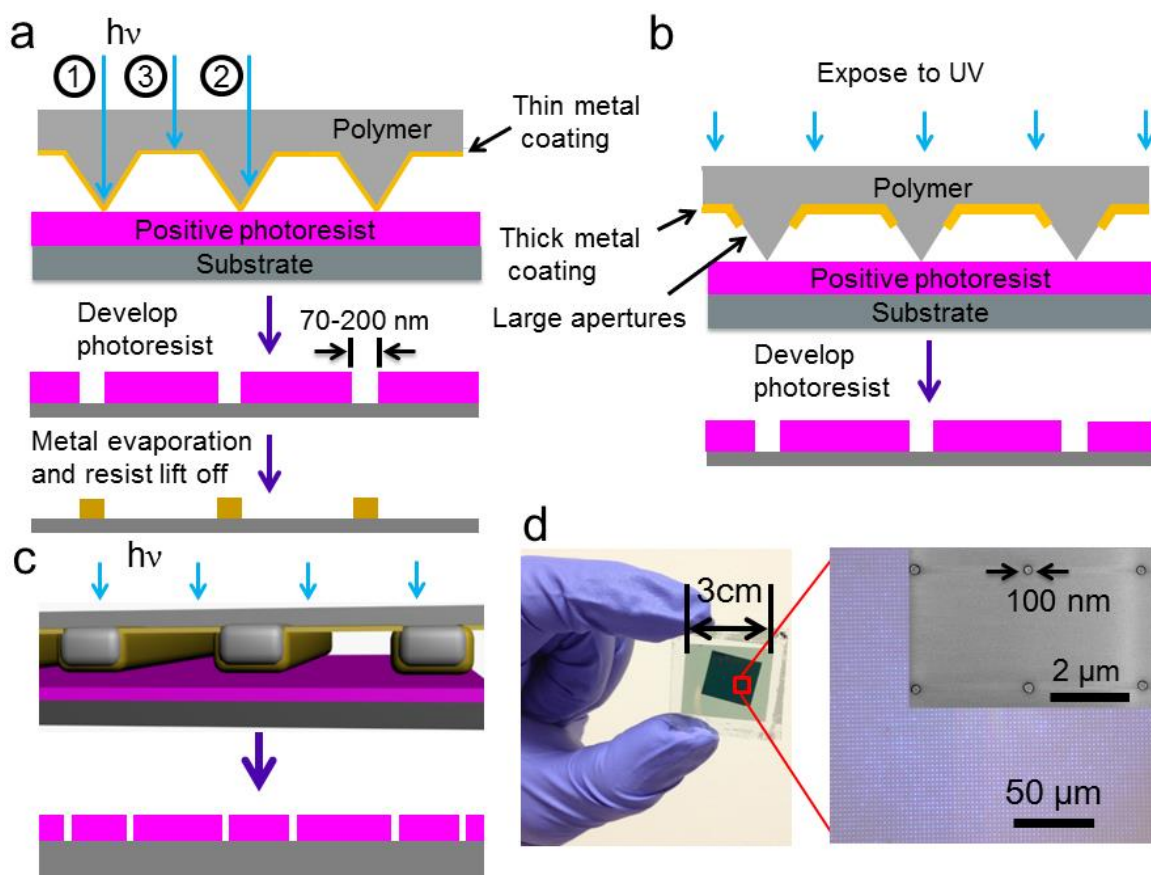 a
hν
① ③ ②
Polymer
Thin metal
coating
Positive photoresist
Substrate
Develop
photoresist
70-200 nm
Metal evaporation
and resist lift off
b
Expose to UV
Polymer
Thick metal
coating
Large apertures
Positive photoresist
Substrate
Develop
photoresist
c
hν
d
3cm
100 nm
2 μm
50 μm